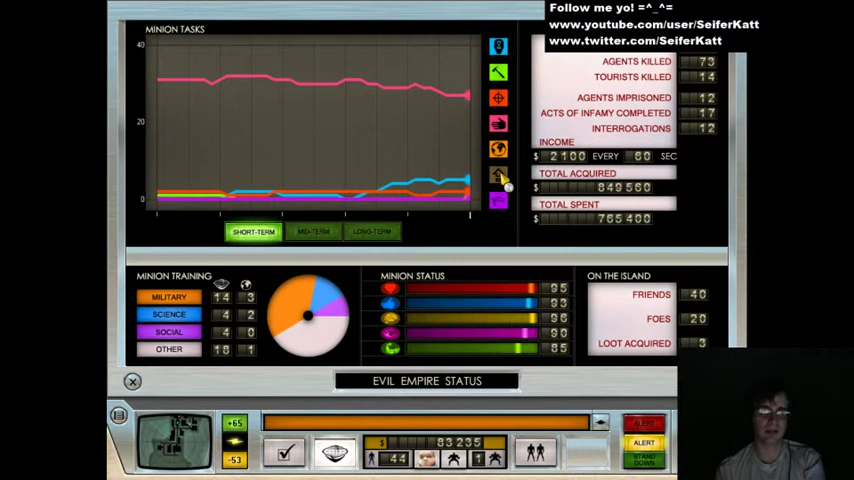 Follow me yo! =^_^=
www.youtube.com/user/SeiferKatt
www.twitter.com/SeiferKatt
MINION TASKS
40
20
0
SHORT-TERM
MID-TERM
LONG-TERM
AGENTS KILLED 73
TOURISTS KILLED 14
AGENTS IMPRISONED 12
ACTS OF INFAMY COMPLETED 17
INTERROGATIONS 12
INCOME
$ 2100 EVERY 60 SEC
TOTAL ACQUIRED
$ 849560
TOTAL SPENT
$ 765400
MINION TRAINING
MILITARY 14 3
SCIENCE 4 2
SOCIAL 4 0
OTHER 18 1
MINION STATUS
95
93
96
90
85
ON THE ISLAND
FRIENDS 40
FOES 20
LOOT ACQUIRED 3
EVIL EMPIRE STATUS
+65
-53
$ 83235
44
1
ALERT
ALERT
STAND
DOWN